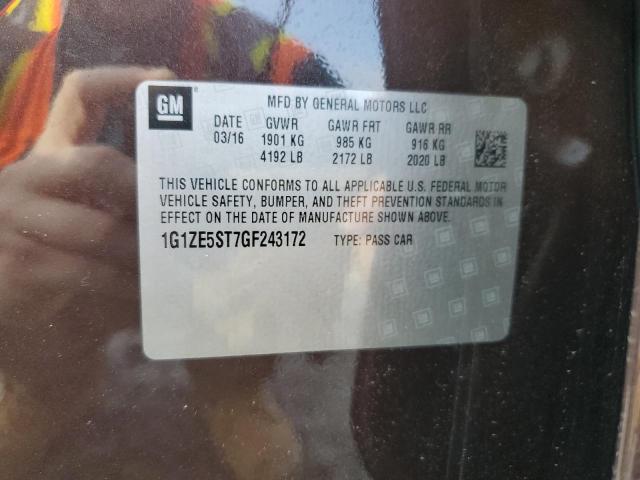 GM
MFD BY GENERAL MOTORS LLC
DATE GVWR GAWR FRT GAWR RR
03/16 1901 KG 985 KG 916 KG
4192 LB 2172 LB 2020 LB
THIS VEHICLE CONFORMS TO ALL APPLICABLE U.S. FEDERAL MOTOR
VEHICLE SAFETY, BUMPER, AND THEFT PREVENTION STANDARDS IN
EFFECT ON THE DATE OF MANUFACTURE SHOWN ABOVE.
1G1ZE5ST7GF243172 TYPE: PASS CAR